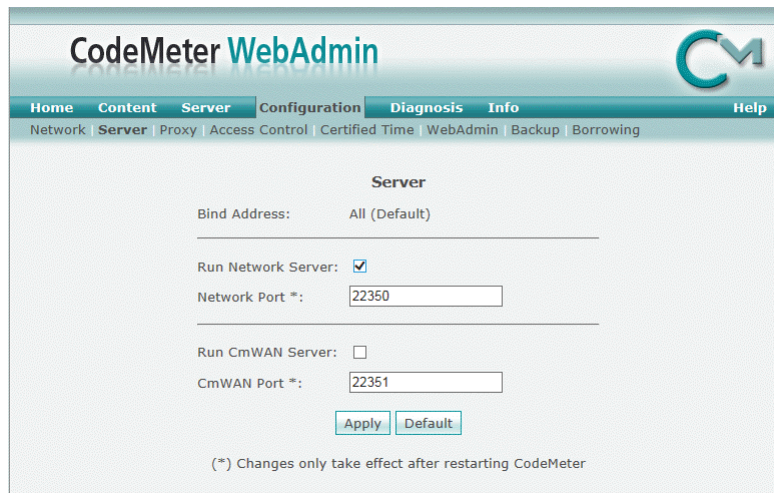 CodeMeter WebAdmin
CM
Home Content Server Configuration Diagnosis Info Help
Network | Server | Proxy | Access Control | Certified Time | WebAdmin | Backup | Borrowing
Server
Bind Address: All (Default)
Run Network Server:
Network Port *: 22350
Run CmWAN Server:
CmWAN Port *: 22351
Apply Default
(*) Changes only take effect after restarting CodeMeter